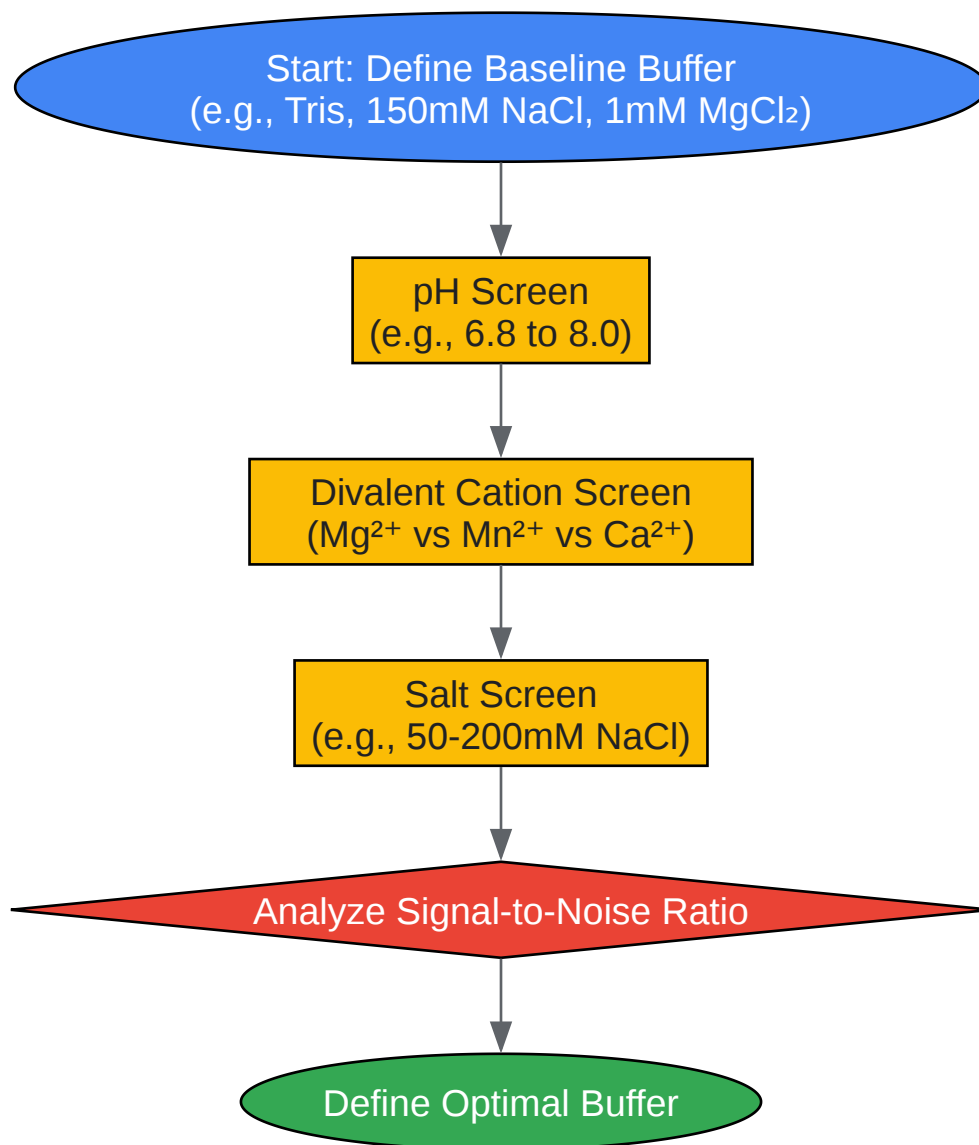 Start: Define Baseline Buffer
(e.g., Tris, 150mM NaCl, 1mM MgCl₂)
pH Screen
(e.g., 6.8 to 8.0)
Divalent Cation Screen
(Mg²⁺ vs Mn²⁺ vs Ca²⁺)
Salt Screen
(e.g., 50-200mM NaCl)
Analyze Signal-to-Noise Ratio
Define Optimal Buffer